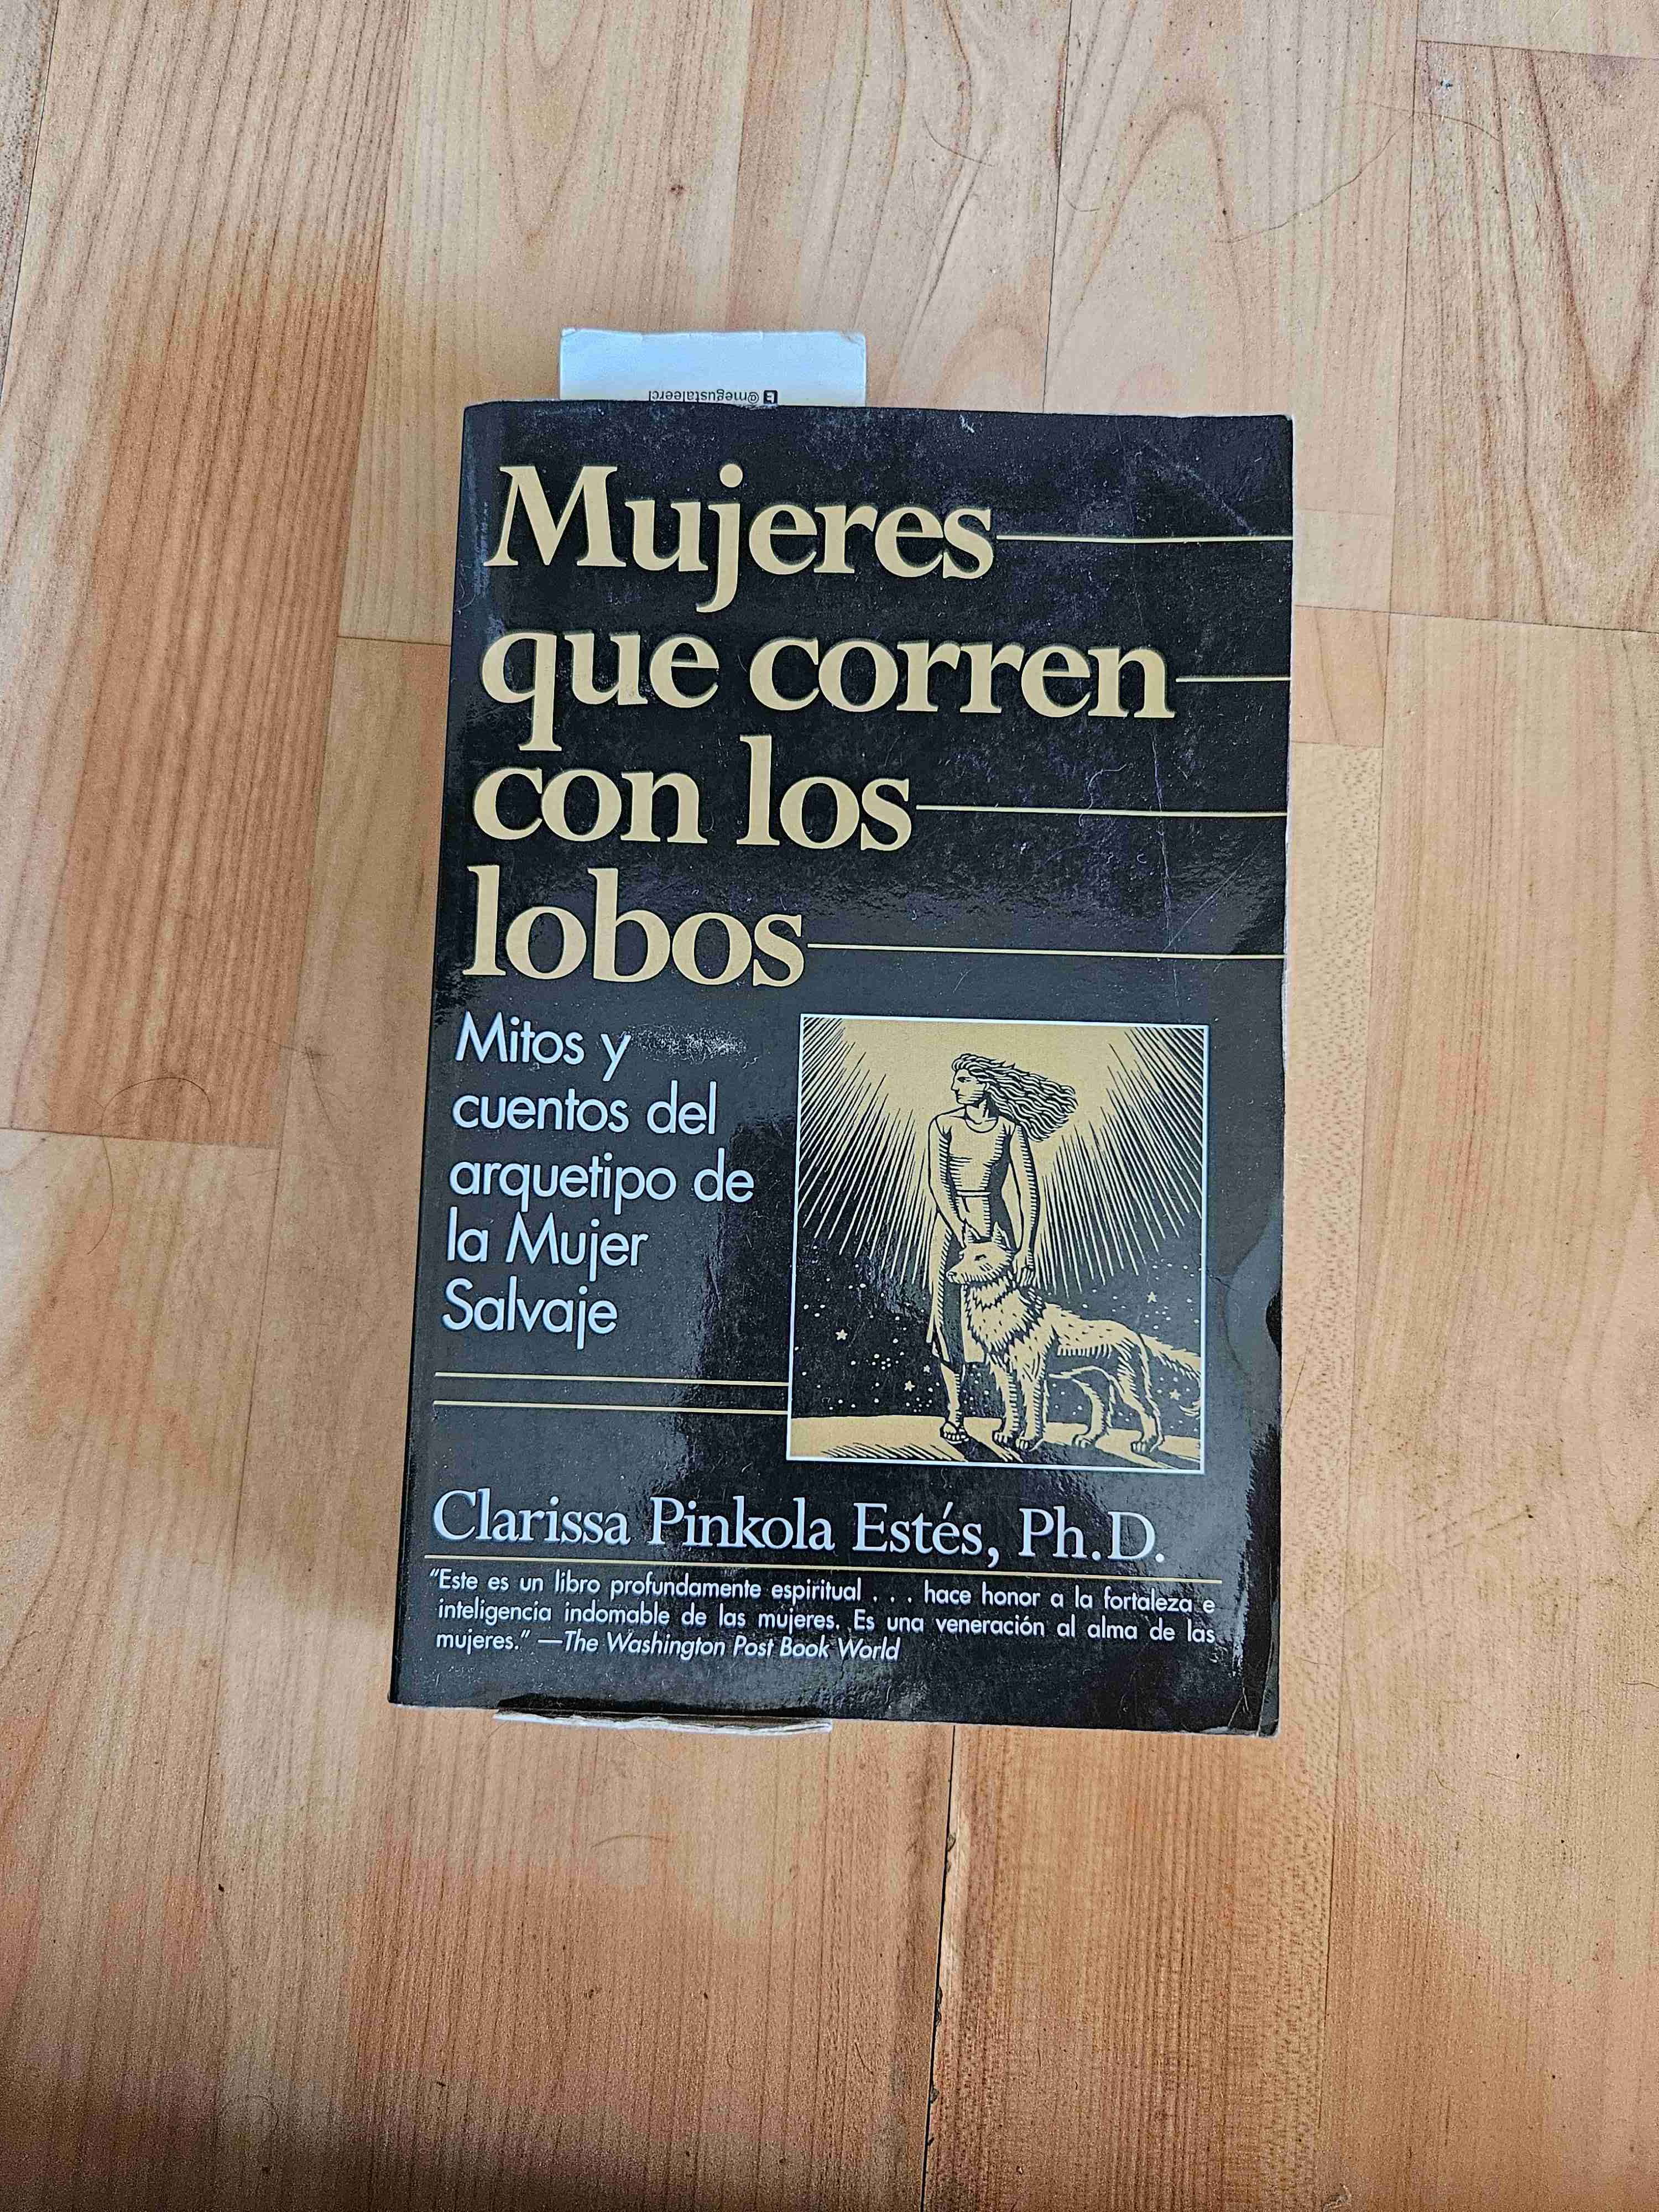 @megustaleercl
Mujeres
que corren
con los
lobos
Mitos y
cuentos del
arquetipo de
la Mujer
Salvaje
Clarissa Pinkola Estés, Ph.D.
"Este es un libro profundamente espiritual . . . hace honor a la fortaleza e
inteligencia indomable de las mujeres. Es una veneración al alma de las
mujeres." —The Washington Post Book World